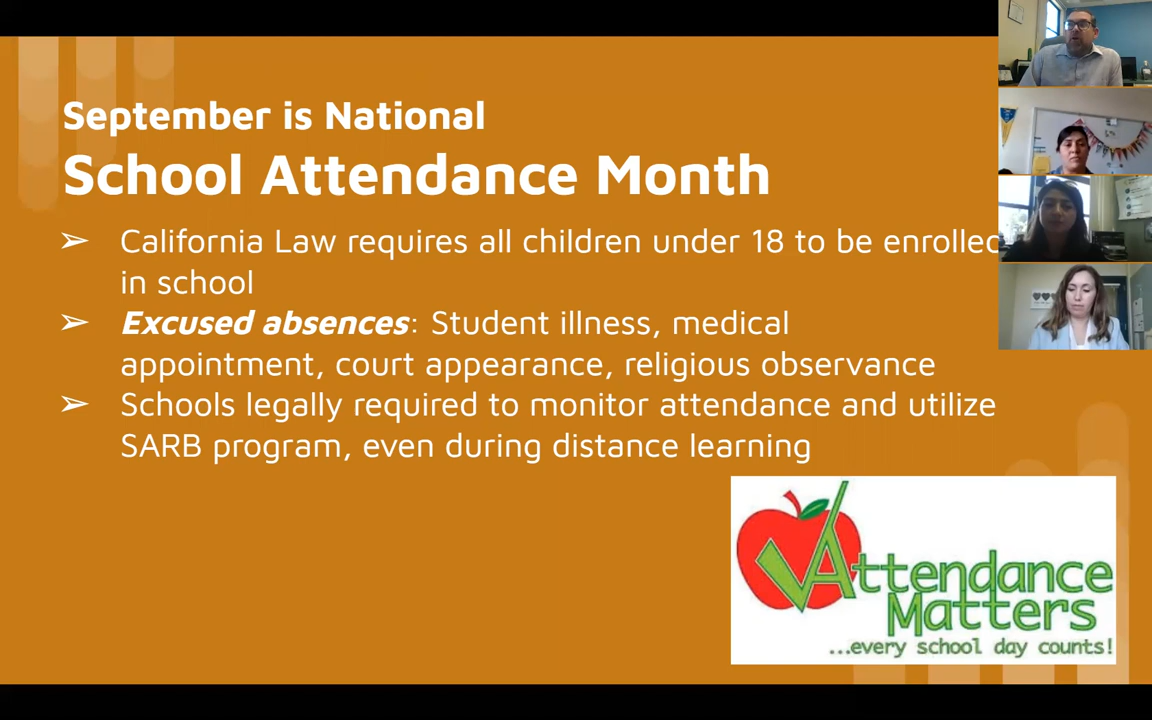 September is National
School Attendance Month
➢ California Law requires all children under 18 to be enrolled
in school
➢ Excused absences: Student illness, medical
appointment, court appearance, religious observance
➢ Schools legally required to monitor attendance and utilize
SARB program, even during distance learning
Attendance
Matters
...every school day counts!